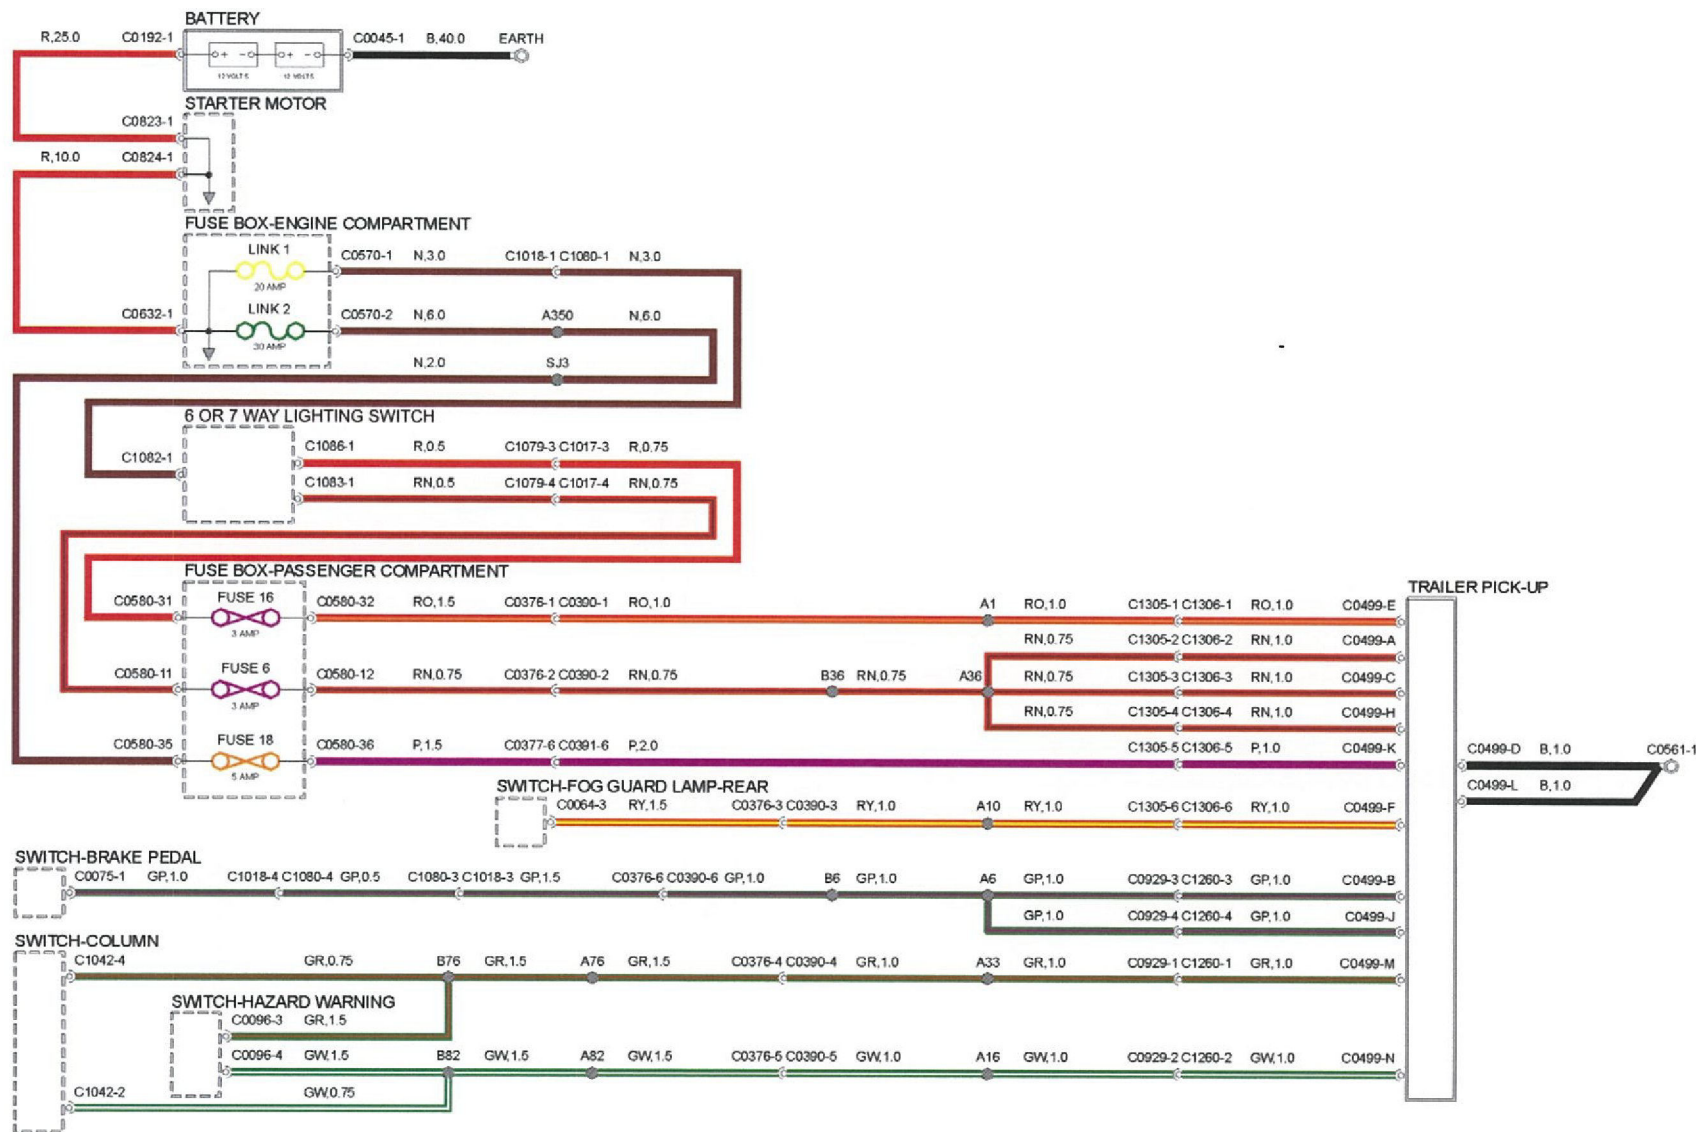 BATTERY
R,25.0 C0192-1 C0045-1 B,40.0 EARTH
12 VOLTS 12 VOLTS
STARTER MOTOR
C0823-1
R,10.0 C0824-1
FUSE BOX-ENGINE COMPARTMENT
LINK 1
C0570-1 N,3.0 C1018-1 C1080-1 N,3.0
20 AMP
LINK 2
C0632-1 C0570-2 N,6.0 A350 N,6.0
30 AMP
N,2.0 SJ3
6 OR 7 WAY LIGHTING SWITCH
C1086-1 R,0.5 C1079-3 C1017-3 R,0.75
C1082-1
C1083-1 RN,0.5 C1079-4 C1017-4 RN,0.75
FUSE BOX-PASSENGER COMPARTMENT
TRAILER PICK-UP
FUSE 16
C0580-31 C0580-32 RO,1.5 C0376-1 C0390-1 RO,1.0 A1 RO,1.0 C1305-1 C1306-1 RO,1.0 C0499-E
3 AMP
RN,0.75 C1305-2 C1306-2 RN,1.0 C0499-A
FUSE 6
C0580-11 C0580-12 RN,0.75 C0376-2 C0390-2 RN,0.75 B36 RN,0.75 A36 RN,0.75 C1305-3 C1306-3 RN,1.0 C0499-C
3 AMP
RN,0.75 C1305-4 C1306-4 RN,1.0 C0499-H
FUSE 18
C0580-35 C0580-36 P,1.5 C0377-6 C0391-6 P,2.0 C1305-5 C1306-5 P,1.0 C0499-K
C0499-D B,1.0 C0561-1
5 AMP
C0499-L B,1.0
SWITCH-FOG GUARD LAMP-REAR
C0064-3 RY,1.5 C0376-3 C0390-3 RY,1.0 A10 RY,1.0 C1305-6 C1306-6 RY,1.0 C0499-F
SWITCH-BRAKE PEDAL
C0075-1 GP,1.0 C1018-4 C1080-4 GP,0.5 C1080-3 C1018-3 GP,1.5 C0376-6 C0390-6 GP,1.0 B6 GP,1.0 A6 GP,1.0 C0929-3 C1260-3 GP,1.0 C0499-B
GP,1.0 C0929-4 C1260-4 GP,1.0 C0499-J
SWITCH-COLUMN
C1042-4 GR,0.75 B76 GR,1.5 A76 GR,1.5 C0376-4 C0390-4 GR,1.0 A33 GR,1.0 C0929-1 C1260-1 GR,1.0 C0499-M
SWITCH-HAZARD WARNING
C0096-3 GR,1.5
C0096-4 GW,1.5 B82 GW,1.5 A82 GW,1.5 C0376-5 C0390-5 GW,1.0 A16 GW,1.0 C0929-2 C1260-2 GW,1.0 C0499-N
C1042-2 GW,0.75